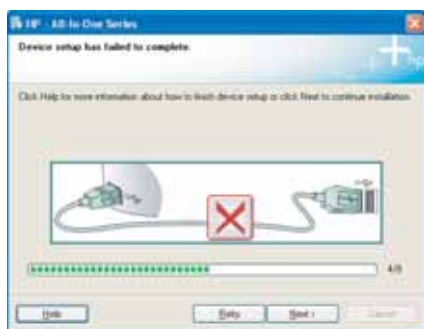 HP - All-In-One Series
Device setup has failed to complete.
hp
Click Help for more information about how to finish device setup or click Next to continue installation.
4/8
Help
Retry
Next >
Cancel